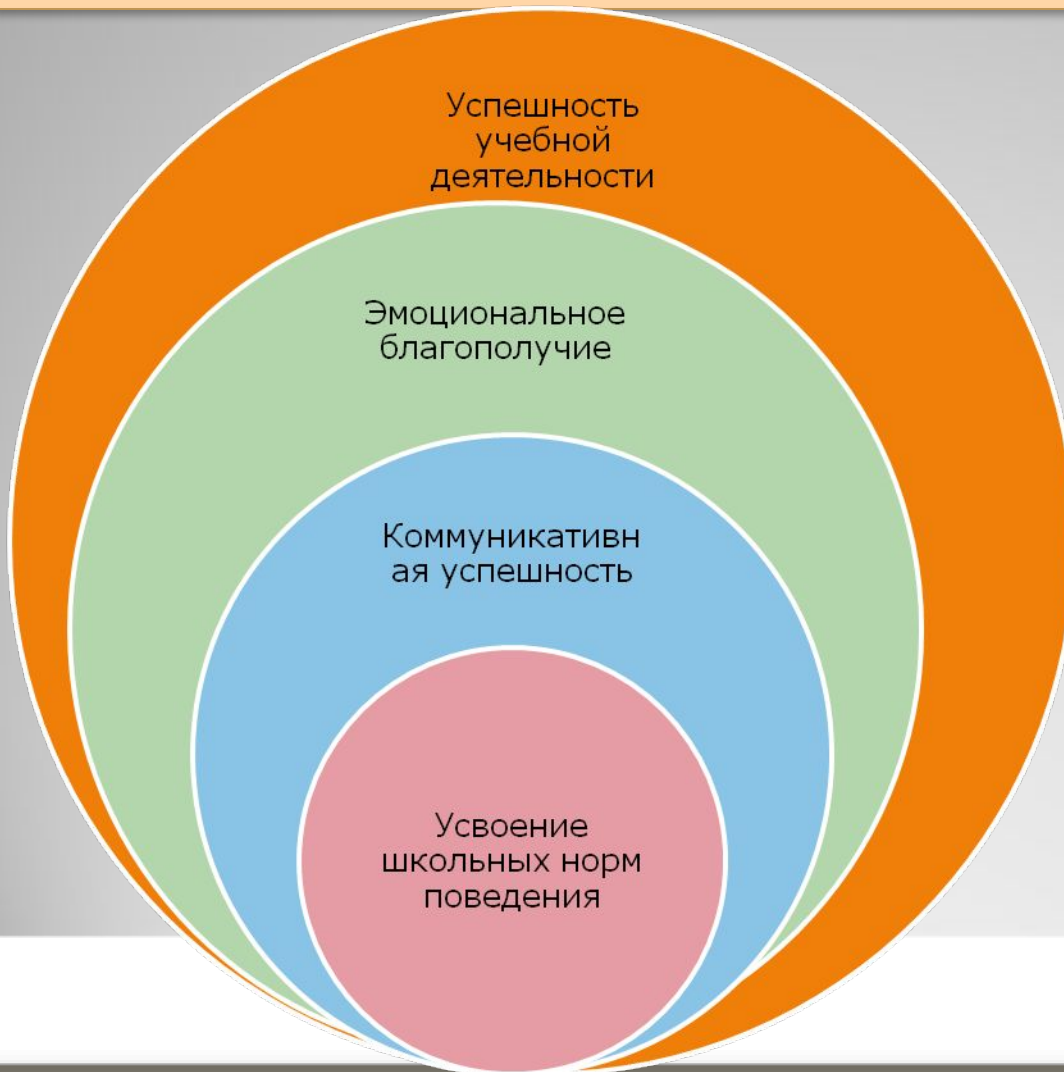 Успешность
учебной
деятельности
Эмоциональное
благополучие
Коммуникативн
ая успешность
Усвоение
школьных норм
поведения